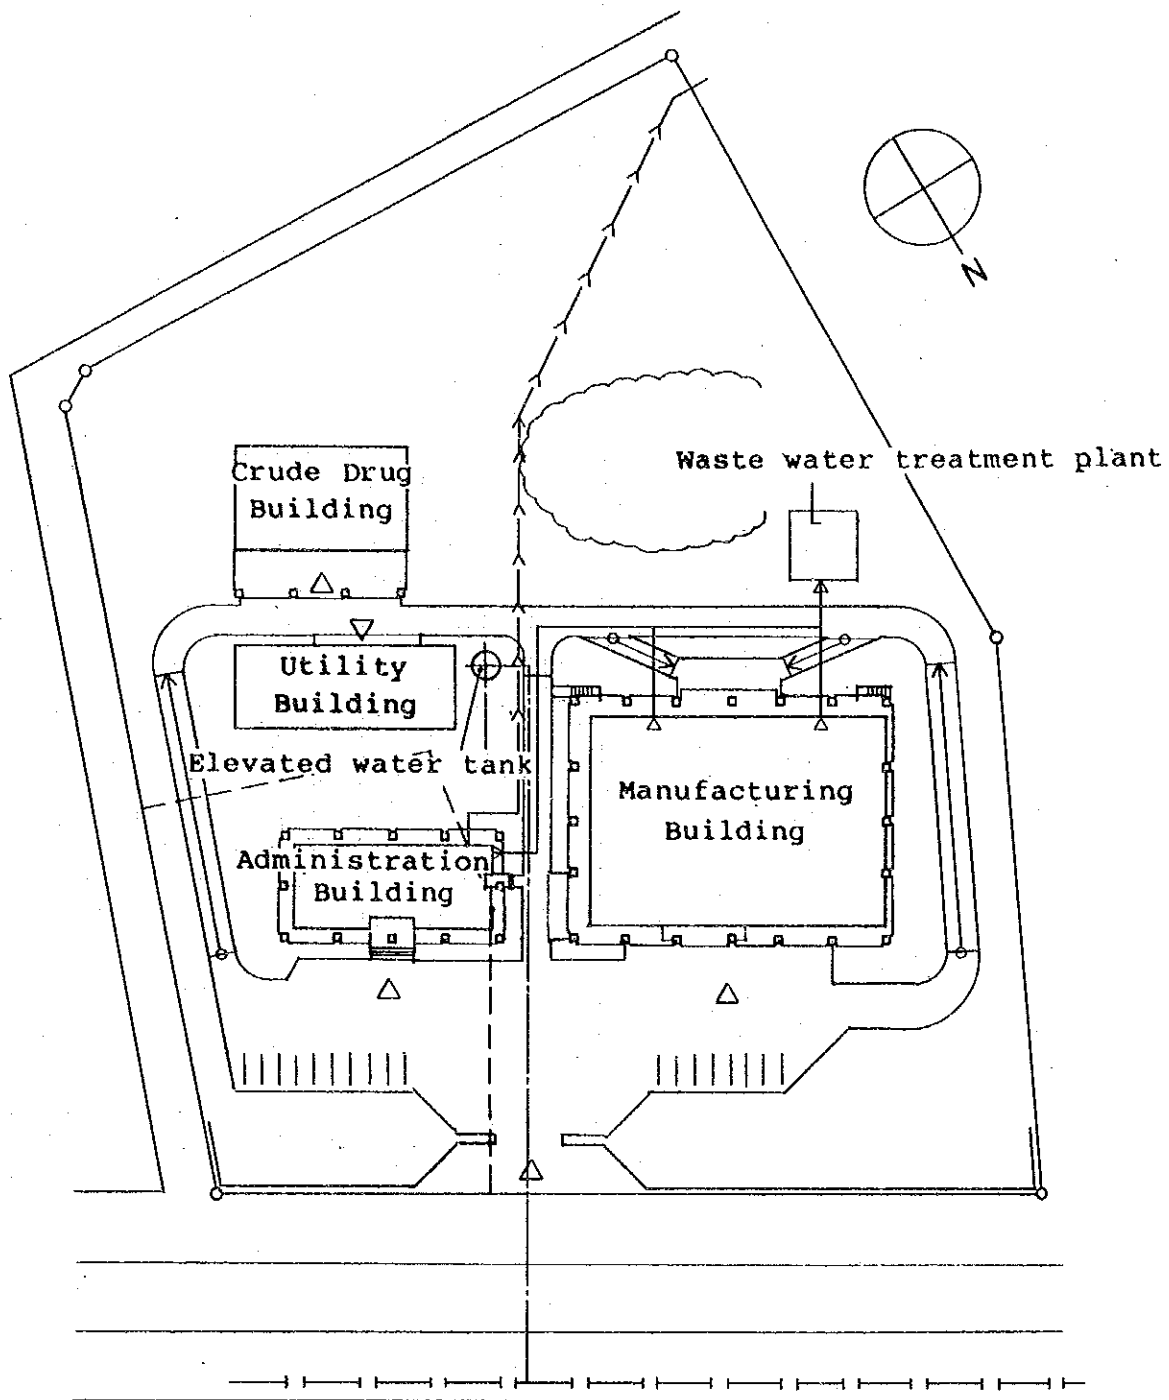 N
Waste water treatment plant
Crude Drug
Building
Utility
Building
Elevated water tank
Manufacturing
Building
Administration
Building